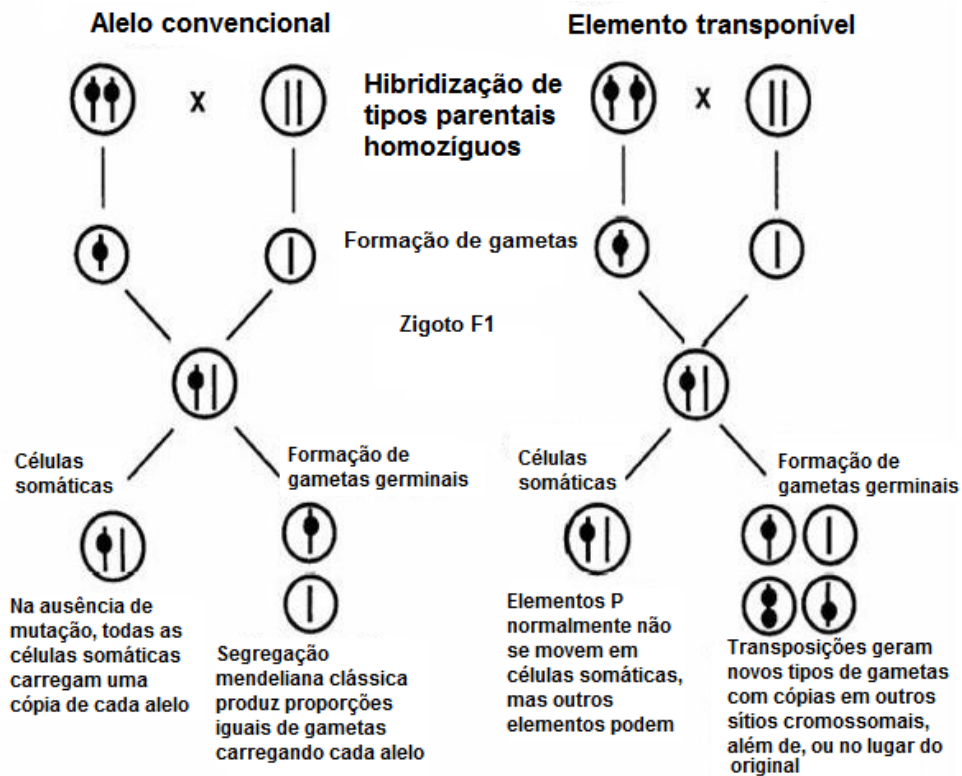 Alelo convencional
Elemento transponível
X
Hibridização de
tipos parentais
homozíguos
X
Formação de gametas
Zigoto F1
Células
somáticas
Formação de
gametas germinais
Na ausência de
mutação, todas as
células somáticas
carregam uma
cópia de cada alelo
Segregação
mendeliana clássica
produz proporções
iguais de gametas
carregando cada alelo
Células
somáticas
Formação de
gametas germinais
Elementos P
normalmente não
se movem em
células somáticas,
mas outros
elementos podem
Transposições geram
novos tipos de gametas
com cópias em outros
sítios cromossomais,
além de, ou no lugar do
original